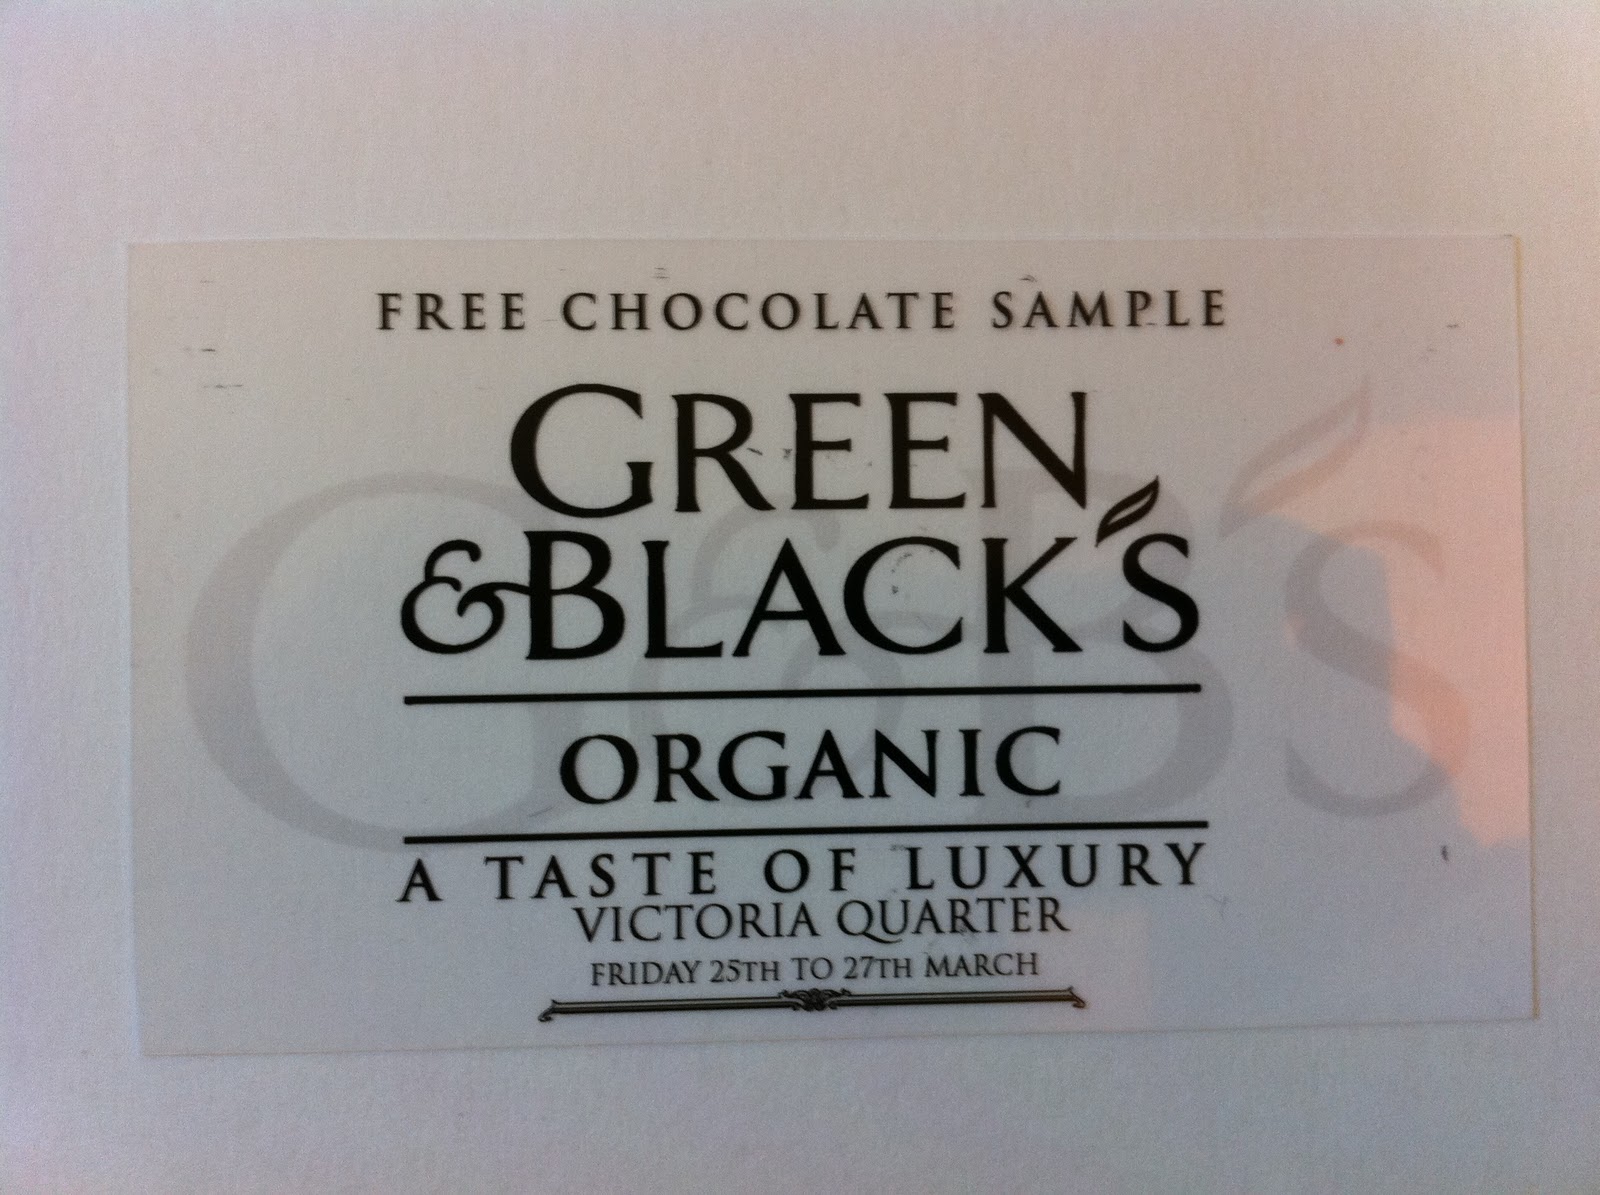 FREE CHOCOLATE SAMPLE
GREEN
&BLACK'S
ORGANIC
A TASTE OF LUXURY
VICTORIA QUARTER
FRIDAY 25TH TO 27TH MARCH
G&B's